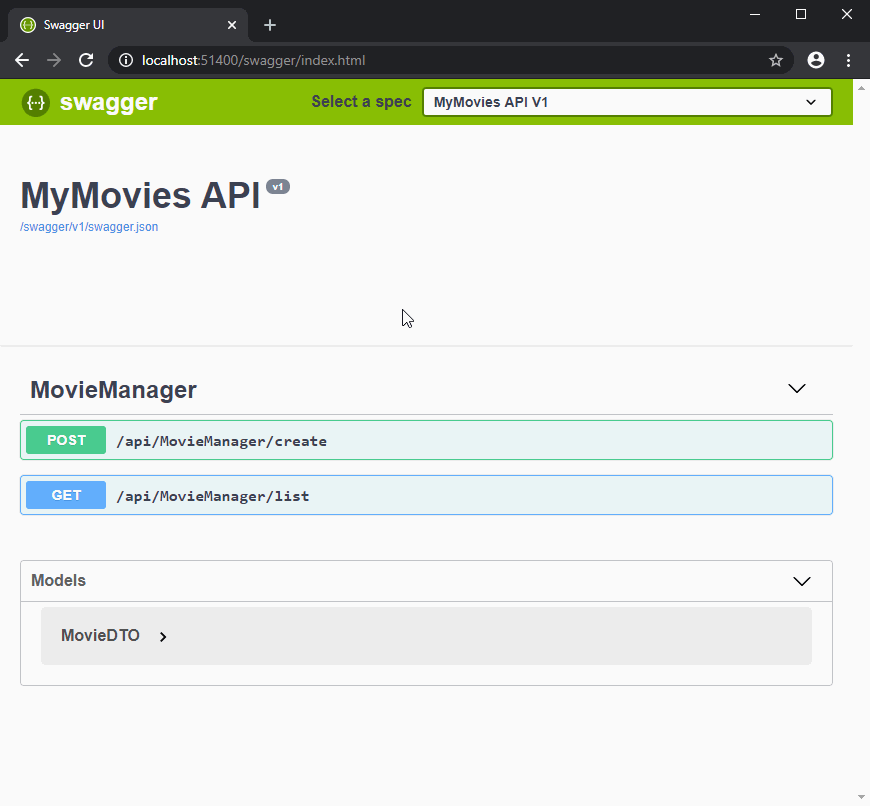 Swagger UI
localhost:51400/swagger/index.html
swagger
Select a spec
MyMovies API V1
MyMovies API v1
/swagger/v1/swagger.json
MovieManager
POST /api/MovieManager/create
GET /api/MovieManager/list
Models
MovieDTO